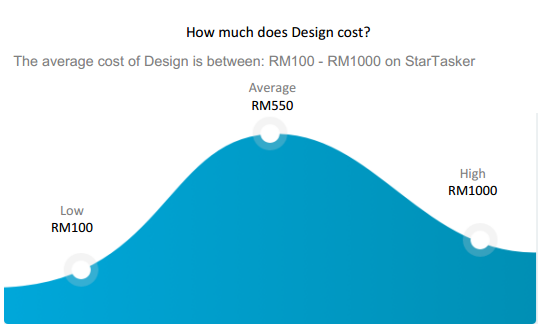 How much does Design cost?
The average cost of Design is between: RM100 - RM1000 on StarTasker
Average
RM550
High
RM1000
Low
RM100